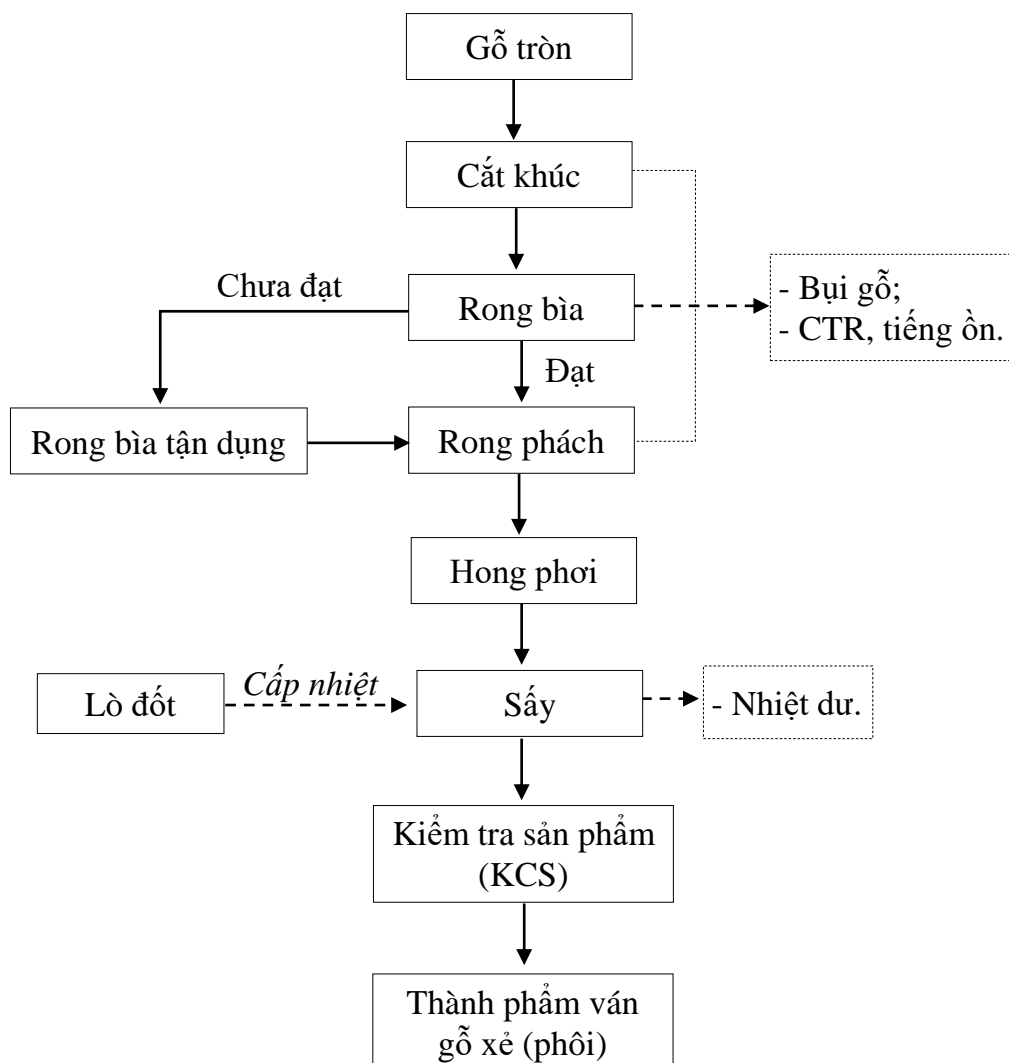 Gỗ tròn
Cắt khúc
Chưa đạt
Rong bìa
- Bụi gỗ;
- CTR, tiếng ồn.
Đạt
Rong bìa tận dụng
Rong phách
Hong phơi
Lò đốt
Cấp nhiệt
Sấy
- Nhiệt dư.
Kiểm tra sản phẩm
(KCS)
Thành phẩm ván
gỗ xẻ (phôi)